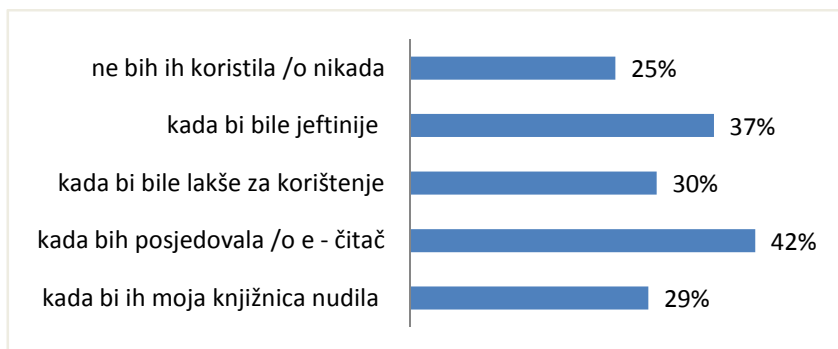 ne bih ih koristila /o nikada 25%
kada bi bile jeftinije 37%
kada bi bile lakše za korištenje 30%
kada bih posjedovala /o e - čitač 42%
kada bi ih moja knjižnica nudila 29%